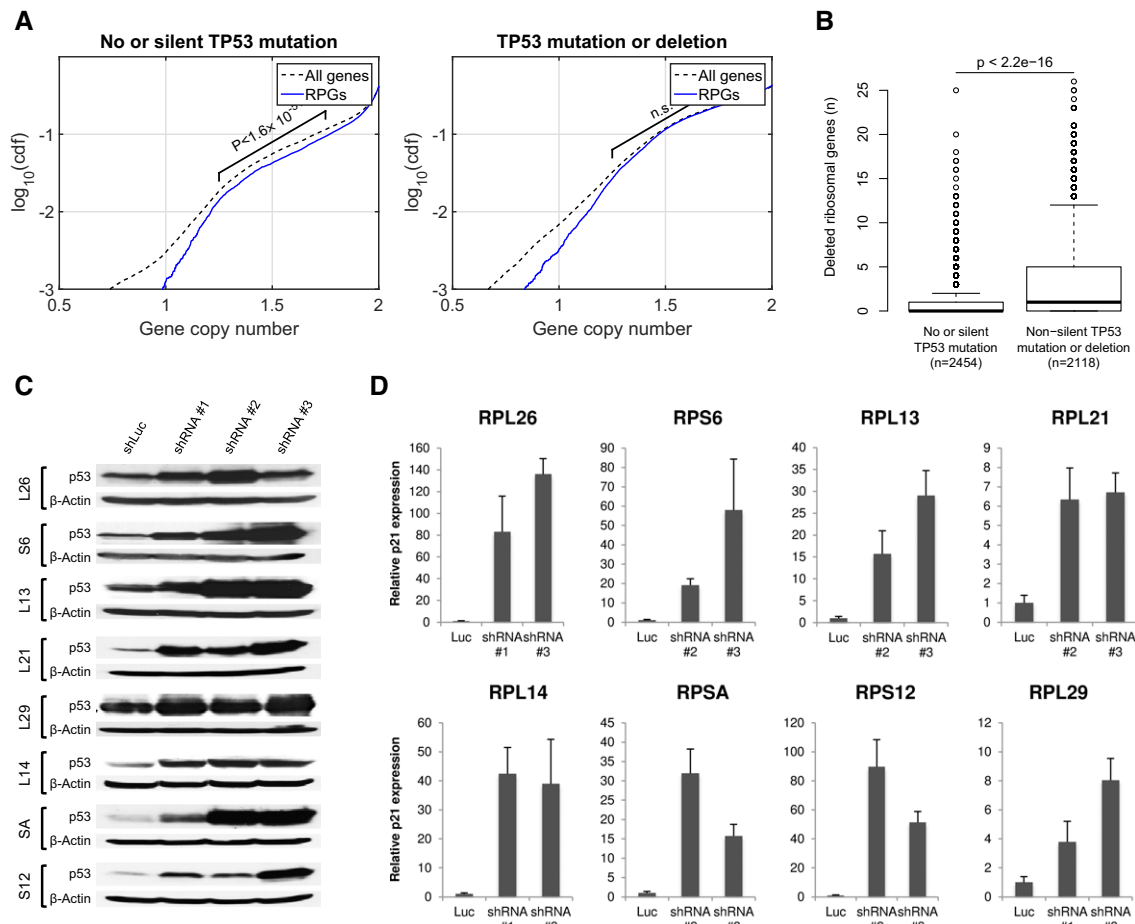 A
No or silent TP53 mutation
All genes
RPGs
P<1.6x 10
log10(cdf)
-1
-2
-3
0.5
1
1.5
2
Gene copy number
TP53 mutation or deletion
All genes
RPGs
n.s.
log10(cdf)
-1
-2
-3
0.5
1
1.5
2
Gene copy number
B
p < 2.2e−16
Deleted ribosomal genes (n)
25
20
15
10
5
0
No or silent
TP53 mutation
(n=2454)
Non−silent TP53
mutation or deletion
(n=2118)
C
shLuc
shRNA #1
shRNA #2
shRNA #3
L26
p53
β-Actin
S6
p53
β-Actin
L13
p53
β-Actin
L21
p53
β-Actin
L29
p53
β-Actin
L14
p53
β-Actin
SA
p53
β-Actin
S12
p53
β-Actin
D
RPL26
Relative p21 expression
160
140
120
100
80
60
40
20
0
Luc shRNA shRNA
#1 #3
RPS6
90
80
70
60
50
40
30
20
10
0
Luc shRNA shRNA
#2 #3
RPL13
40
35
30
25
20
15
10
5
0
Luc shRNA shRNA
#2 #3
RPL21
9
8
7
6
5
4
3
2
1
0
Luc shRNA shRNA
#2 #3
RPL14
Relative p21 expression
60
50
40
30
20
10
0
Luc shRNA shRNA
RPSA
45
40
35
30
25
20
15
10
5
0
Luc shRNA shRNA
RPS12
120
100
80
60
40
20
0
Luc shRNA shRNA
RPL29
12
10
8
6
4
2
0
Luc shRNA shRNA